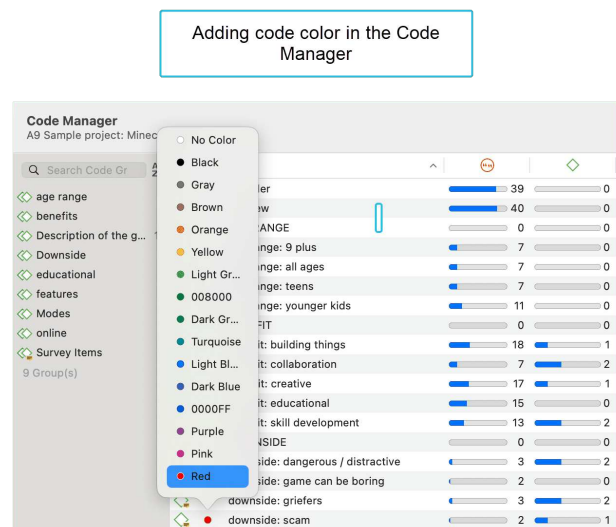 Adding code color in the Code
Manager
Code Manager
A9 Sample project: Minec
Search Code Gr
age range
benefits
Description of the g...
Downside
educational
features
Modes
online
Survey Items
9 Group(s)
No Color
Black
Gray
Brown
Orange
Yellow
Light Gr...
008000
Dark Gr...
Turquoise
Light Bl...
Dark Blue
0000FF
Purple
Pink
Red
39 0
40 0
0 0
nge: 9 plus 7 0
nge: all ages 7 0
nge: teens 7 0
nge: younger kids 11 0
FIT 0 0
it: building things 18 1
it: collaboration 7 2
it: creative 17 1
it: educational 15 0
it: skill development 13 2
NSIDE 0 0
side: dangerous / distractive 3 2
side: game can be boring 2 0
downside: griefers 3 2
downside: scam 2 1